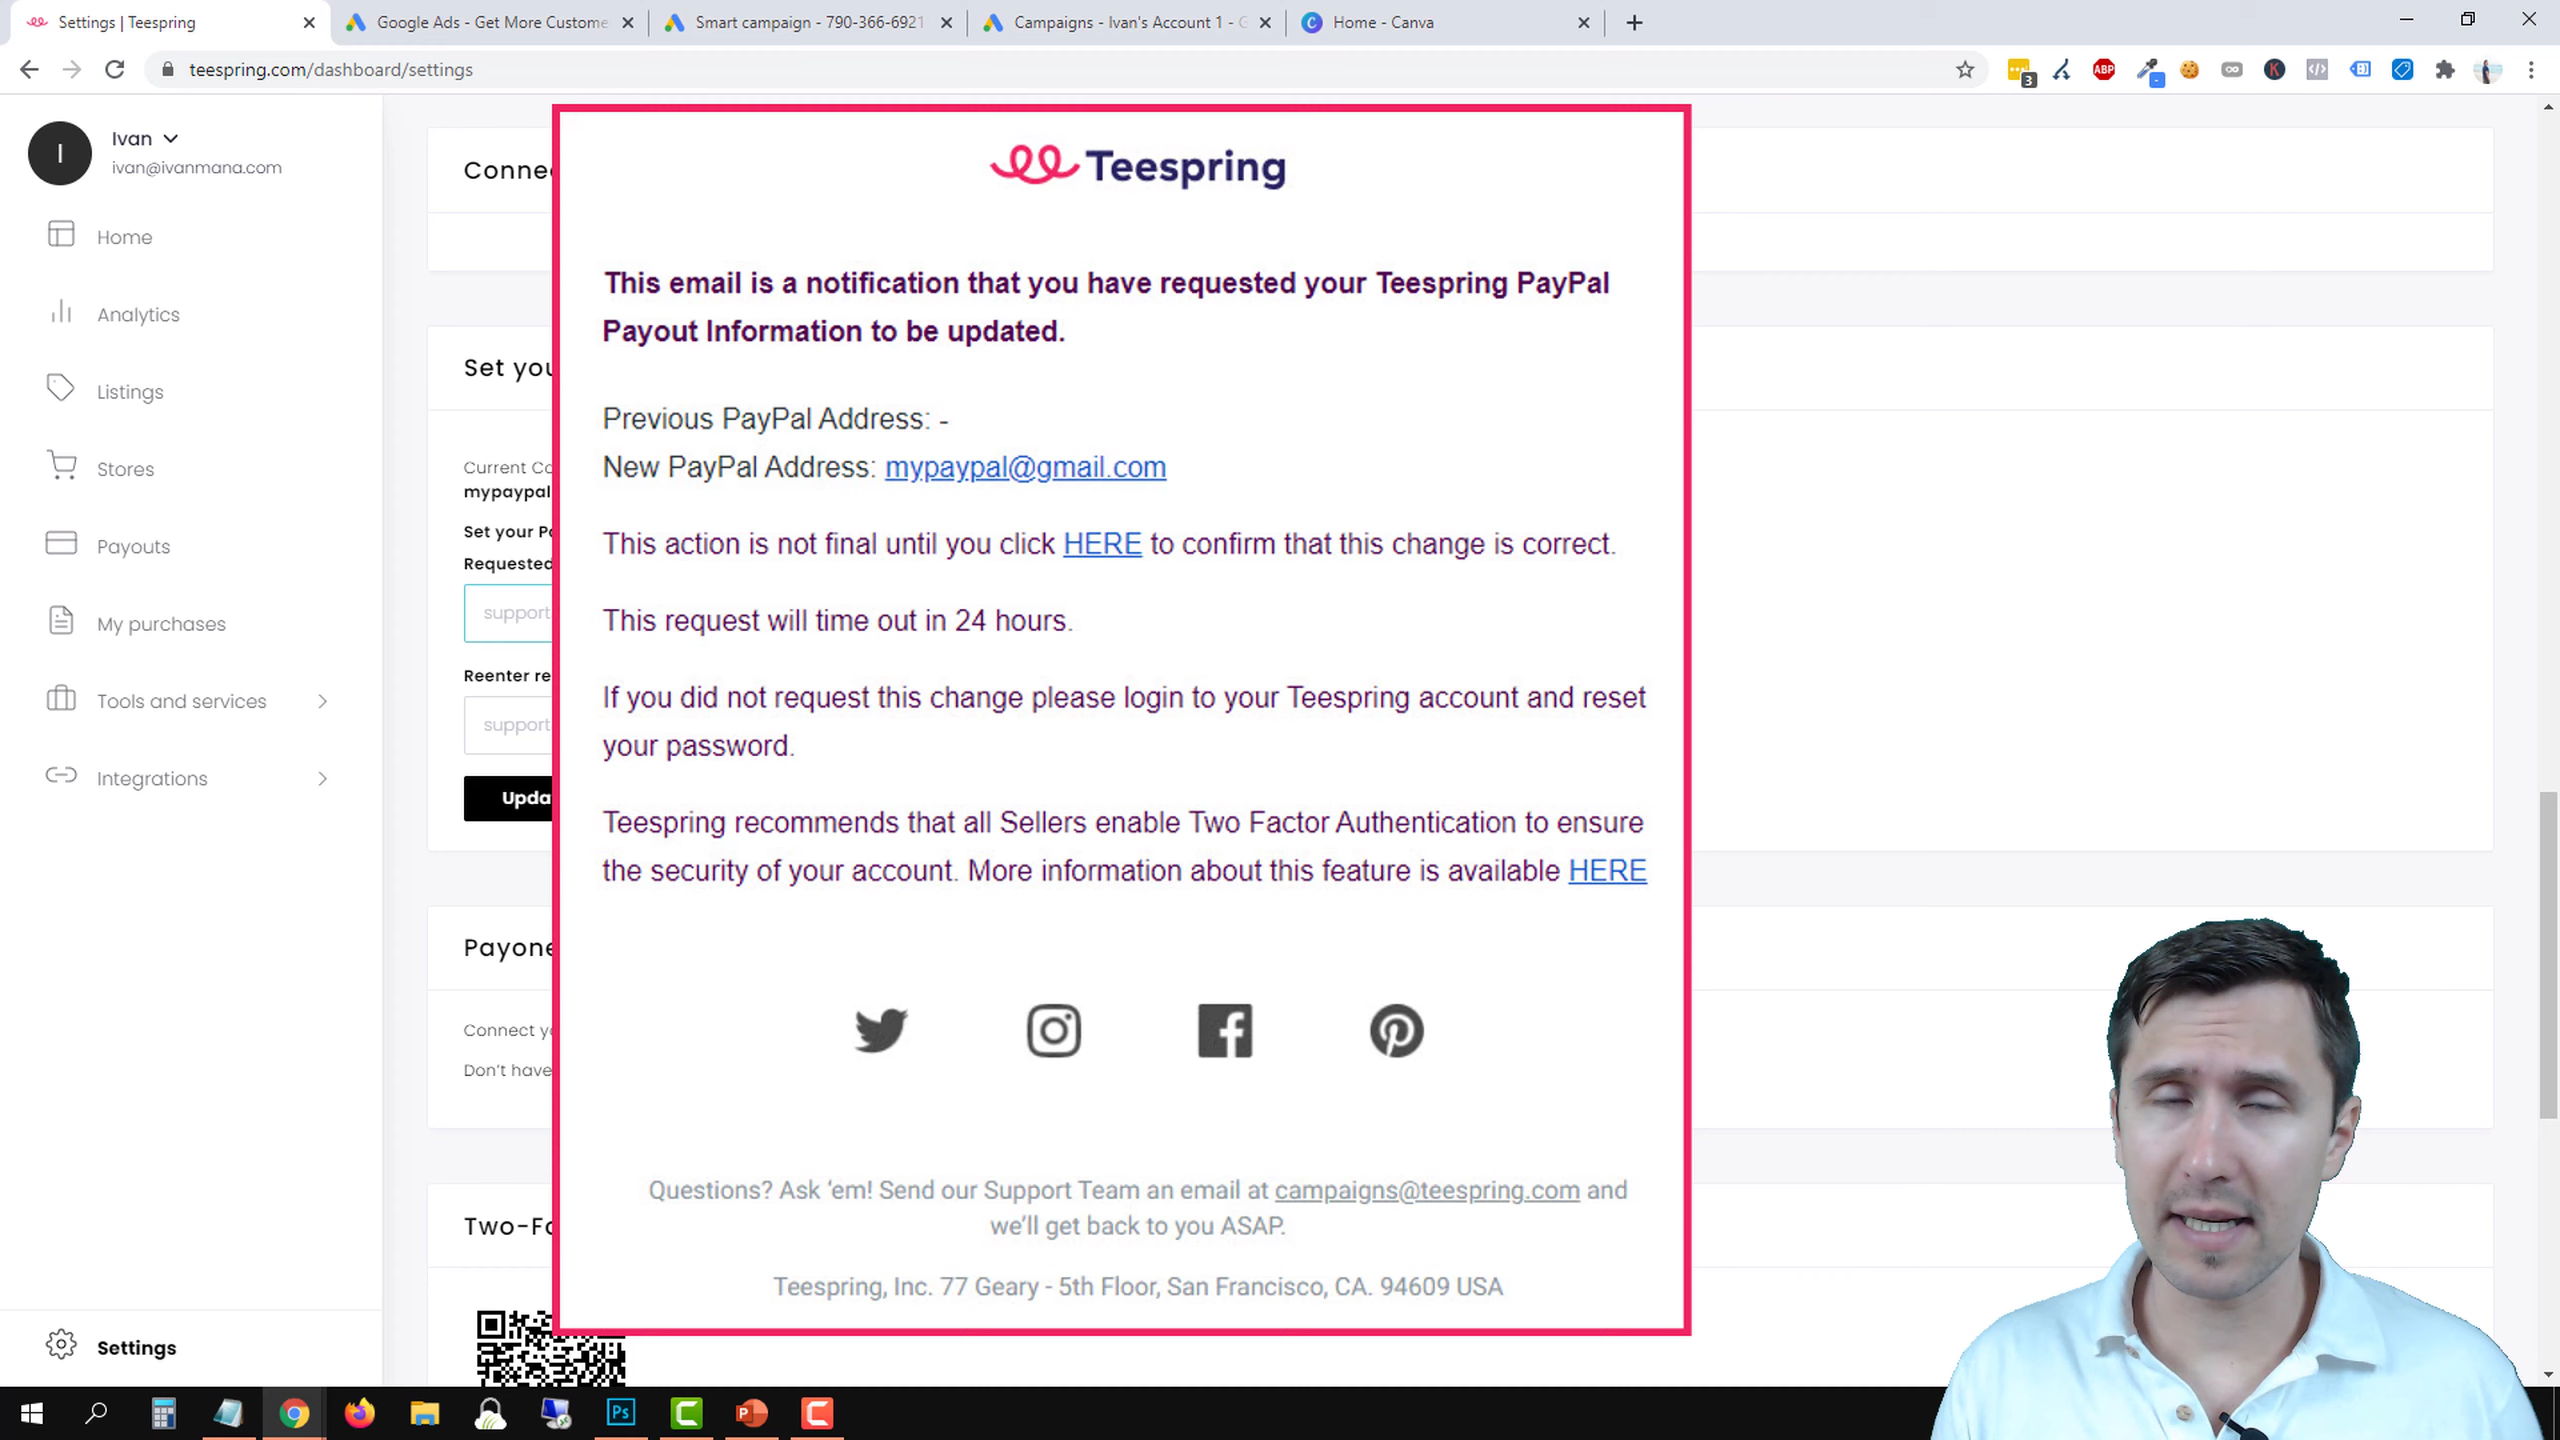 Settings | Teespring
Google Ads - Get More Custome
Smart campaign - 790-366-6921
Campaigns - Ivan's Account 1 - G
Home - Canva
teespring.com/dashboard/settings
3
ABP
I
Ivan
ivan@ivanmana.com
Home
Analytics
Listings
Stores
Payouts
My purchases
Tools and services
Integrations
Settings
Connec
Set you
Current Co
mypaypal
Set your Pa
Requested
support
Reenter re
support
Upda
Payone
Connect yo
Don't have
Two-Fa
Teespring
This email is a notification that you have requested your Teespring PayPal
Payout Information to be updated.
Previous PayPal Address: -
New PayPal Address: mypaypal@gmail.com
This action is not final until you click HERE to confirm that this change is correct.
This request will time out in 24 hours.
If you did not request this change please login to your Teespring account and reset
your password.
Teespring recommends that all Sellers enable Two Factor Authentication to ensure
the security of your account. More information about this feature is available HERE
Questions? Ask 'em! Send our Support Team an email at campaigns@teespring.com and
we'll get back to you ASAP.
Teespring, Inc. 77 Geary - 5th Floor, San Francisco, CA. 94609 USA
Ps